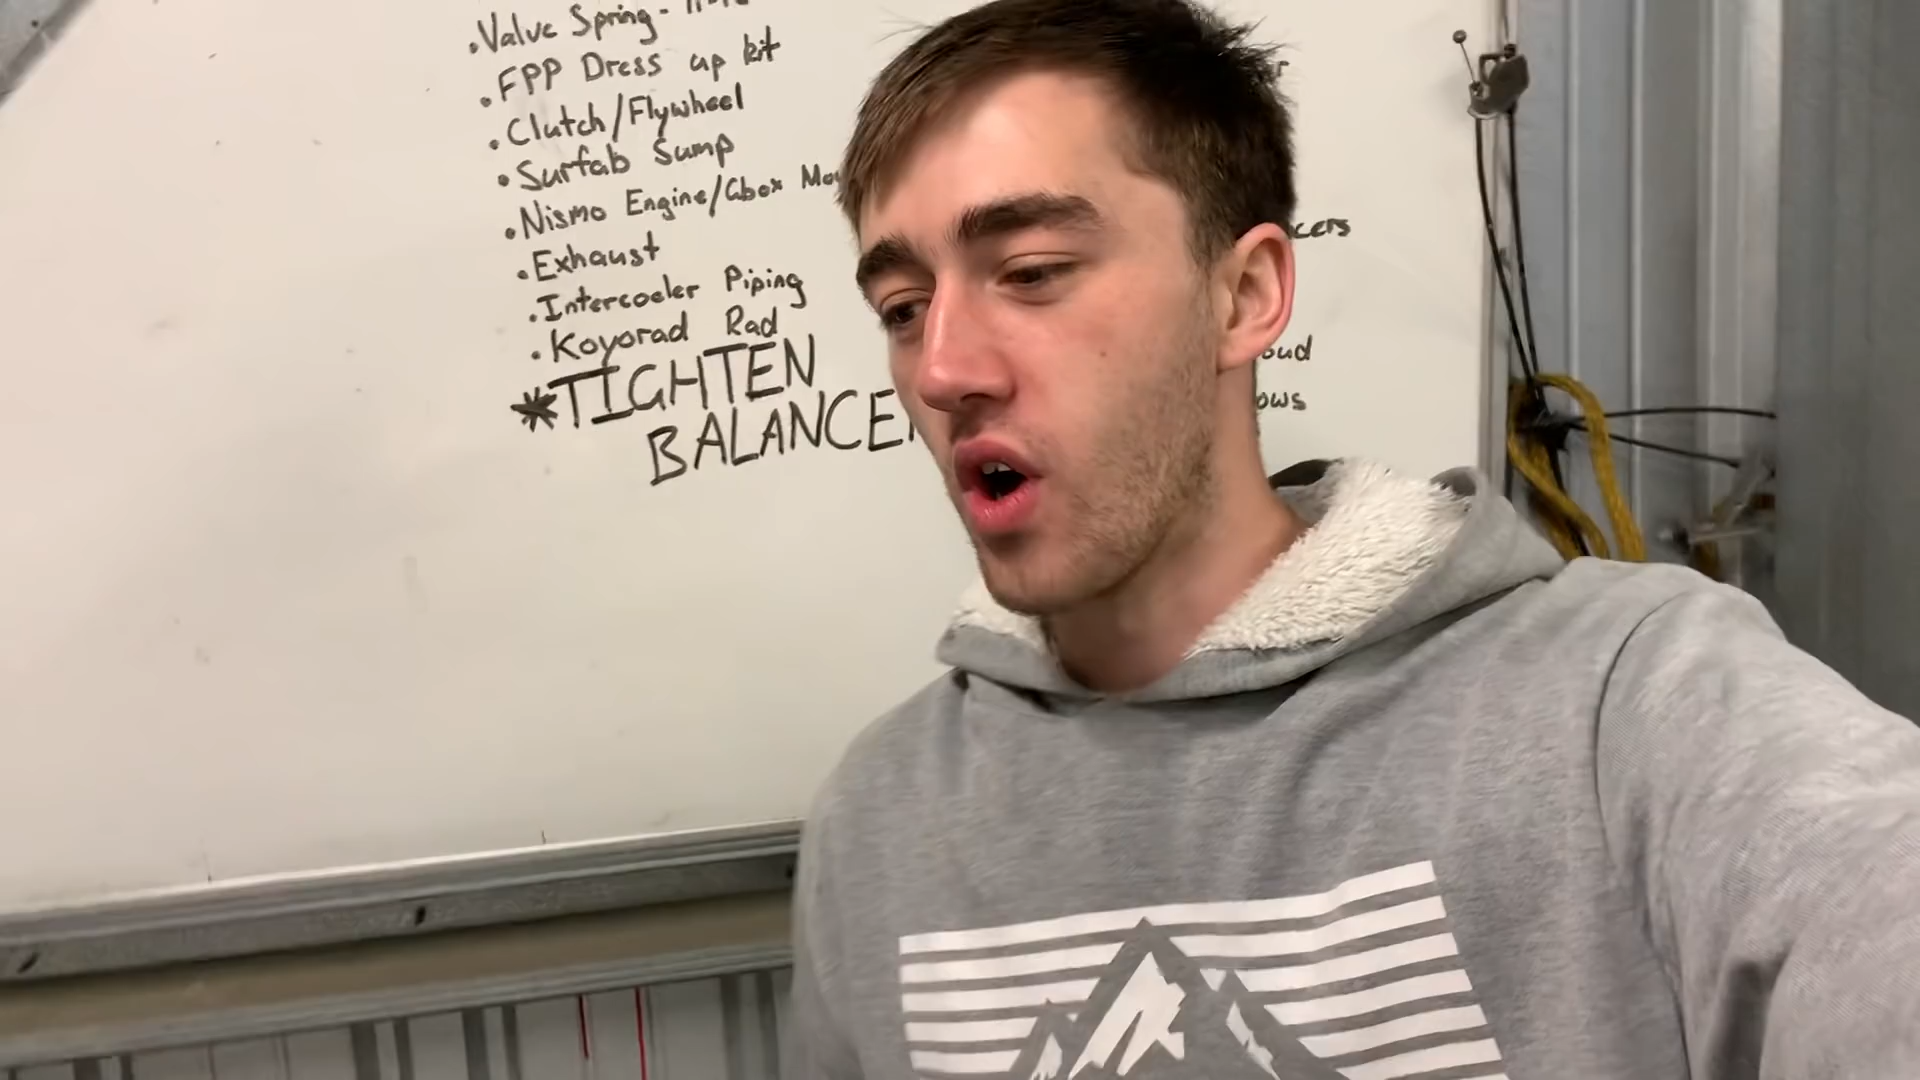 •Valve Spring-
•FPP Dress up kit
•Clutch/Flywheel
•Surfab Sump
•Nismo Engine/Gbox
•Exhaust
•Intercooler Piping
•Koyorad Rad
*TIGHTEN
BALANCER